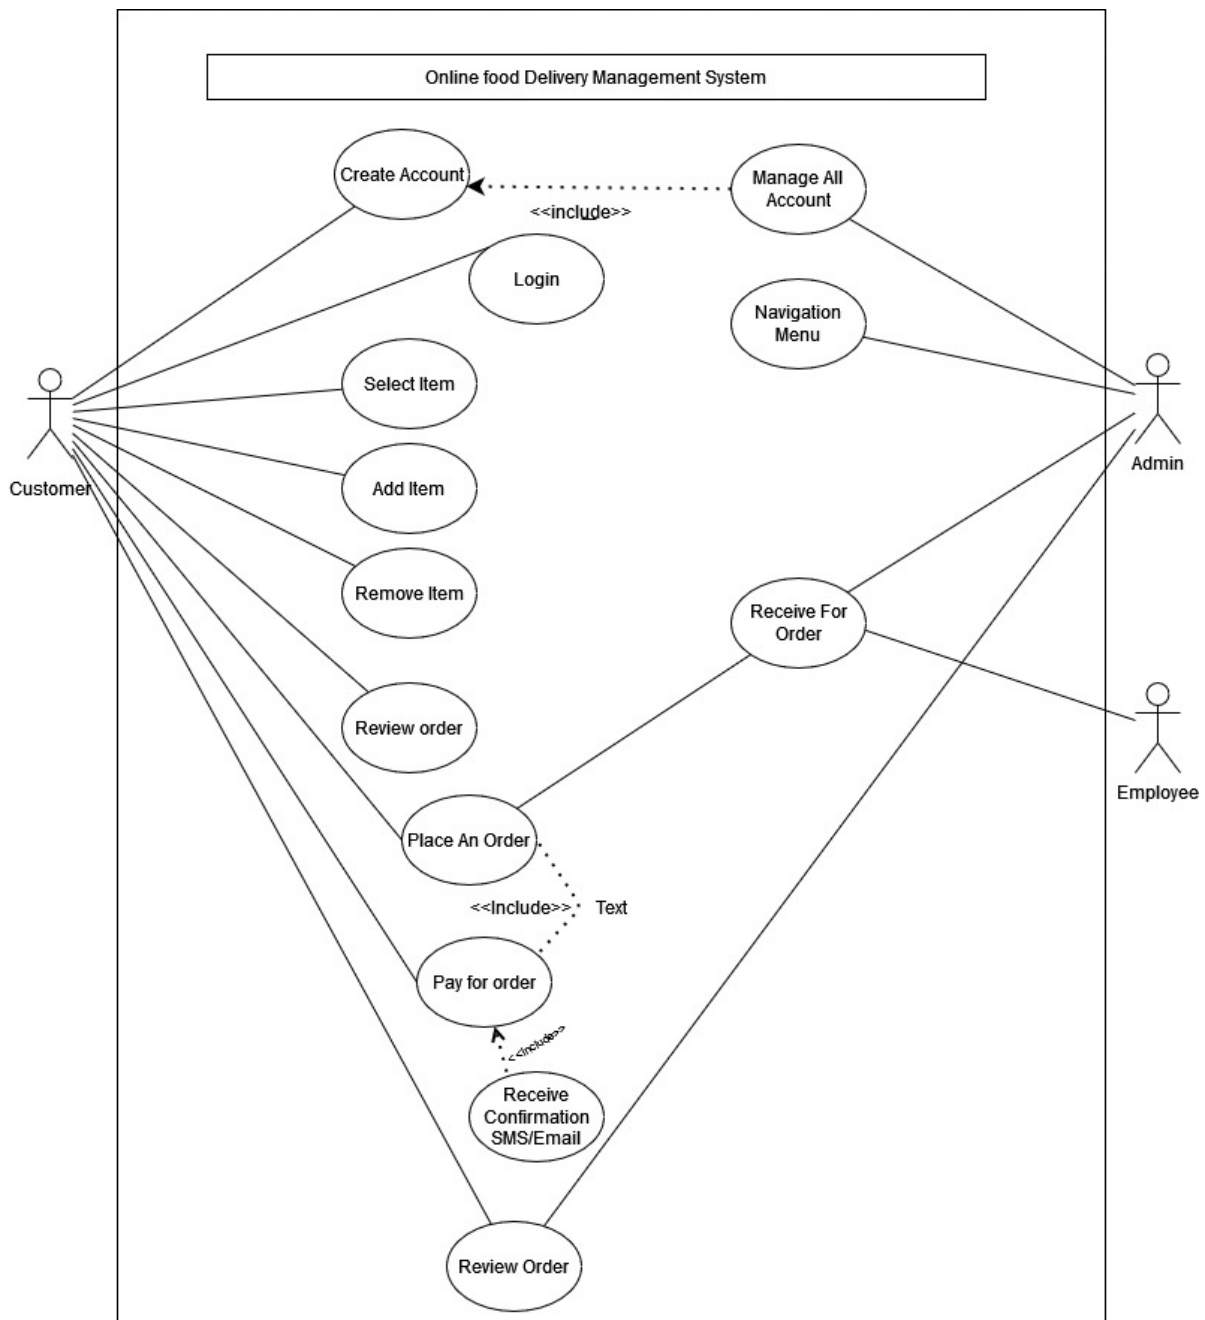 Online food Delivery Management System
Create Account
Manage All
Account
<<include>>
Login
Navigation
Menu
Select Item
Customer
Admin
Add Item
Remove Item
Receive For
Order
Review order
Employee
Place An Order
<<Include>>
Text
Pay for order
<<Include>>
Receive
Confirmation
SMS/Email
Review Order